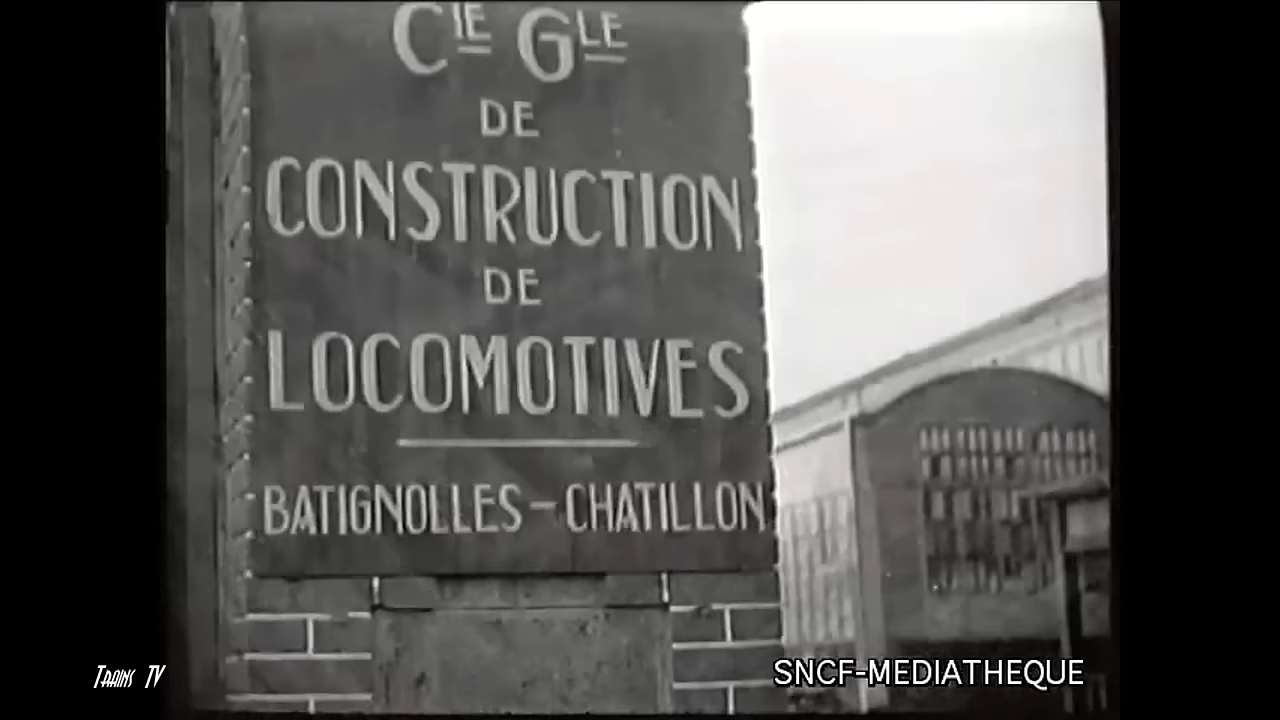 CIE GLE
DE
CONSTRUCTION
DE
LOCOMOTIVES
BATIGNOLLES-CHATILLON
Trains TV
SNCF-MEDIATHEQUE